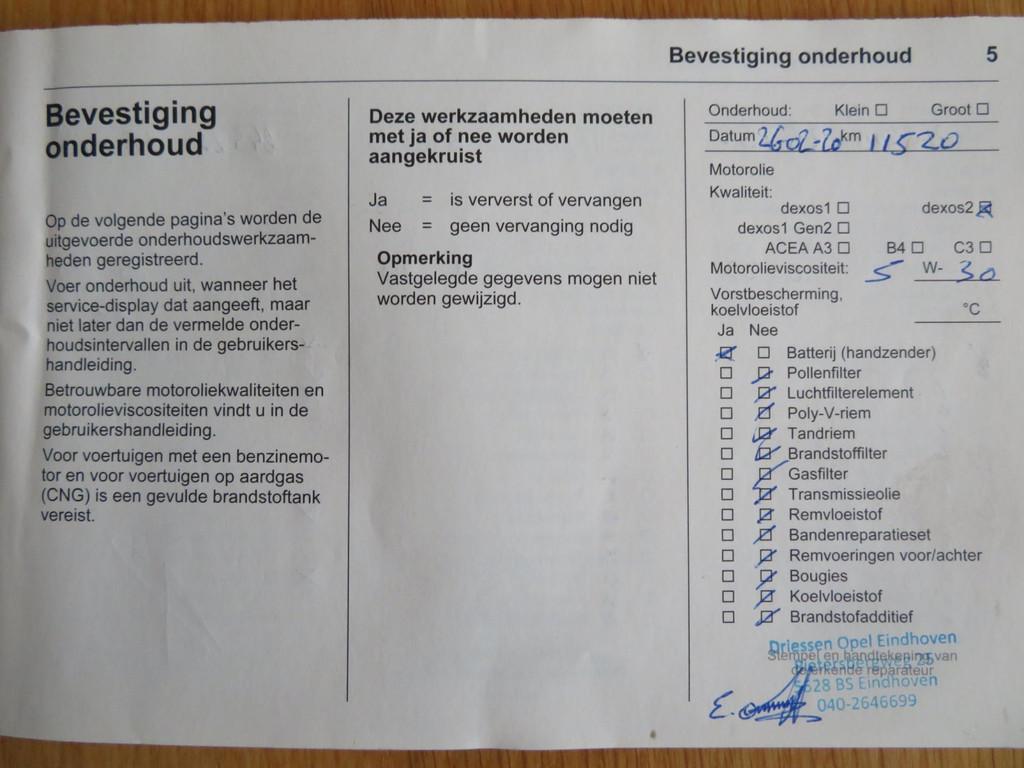 Bevestiging onderhoud 5
Bevestiging
onderhoud
Op de volgende pagina's worden de
uitgevoerde onderhoudswerkzaam-
heden geregistreerd.
Voer onderhoud uit, wanneer het
service-display dat aangeeft, maar
niet later dan de vermelde onder-
houdsintervallen in de gebruikers-
handleiding.
Betrouwbare motoroliekwaliteiten en
motorolieviscositeiten vindt u in de
gebruikershandleiding.
Voor voertuigen met een benzinemo-
tor en voor voertuigen op aardgas
(CNG) is een gevulde brandstoftank
vereist.
Deze werkzaamheden moeten
met ja of nee worden
aangekruist
Ja = is ververst of vervangen
Nee = geen vervanging nodig
Opmerking
Vastgelegde gegevens mogen niet
worden gewijzigd.
Onderhoud: Klein ☐ Groot ☐
Datum 2602-20 km 11520
Motorolie
Kwaliteit:
dexos1 ☐ dexos2 ☒
dexos1 Gen2 ☐
ACEA A3 ☐ B4 ☐ C3 ☐
Motorolieviscositeit: 5 W- 30
Vorstbescherming,
koelvloeistof °C
Ja Nee
☒ ☐ Batterij (handzender)
☐ ☒ Pollenfilter
☐ ☒ Luchtfilterelement
☐ ☒ Poly-V-riem
☐ ☒ Tandriem
☐ ☒ Brandstoffilter
☐ ☒ Gasfilter
☐ ☒ Transmissieolie
☐ ☒ Remvloeistof
☐ ☒ Bandenreparatieset
☐ ☒ Remvoeringen voor/achter
☐ ☒ Bougies
☐ ☒ Koelvloeistof
☐ ☒ Brandstofadditief
Driessen Opel Eindhoven
Stempel en handtekening van
25
reparateur
5628 BS Eindhoven
040-2646699
E.